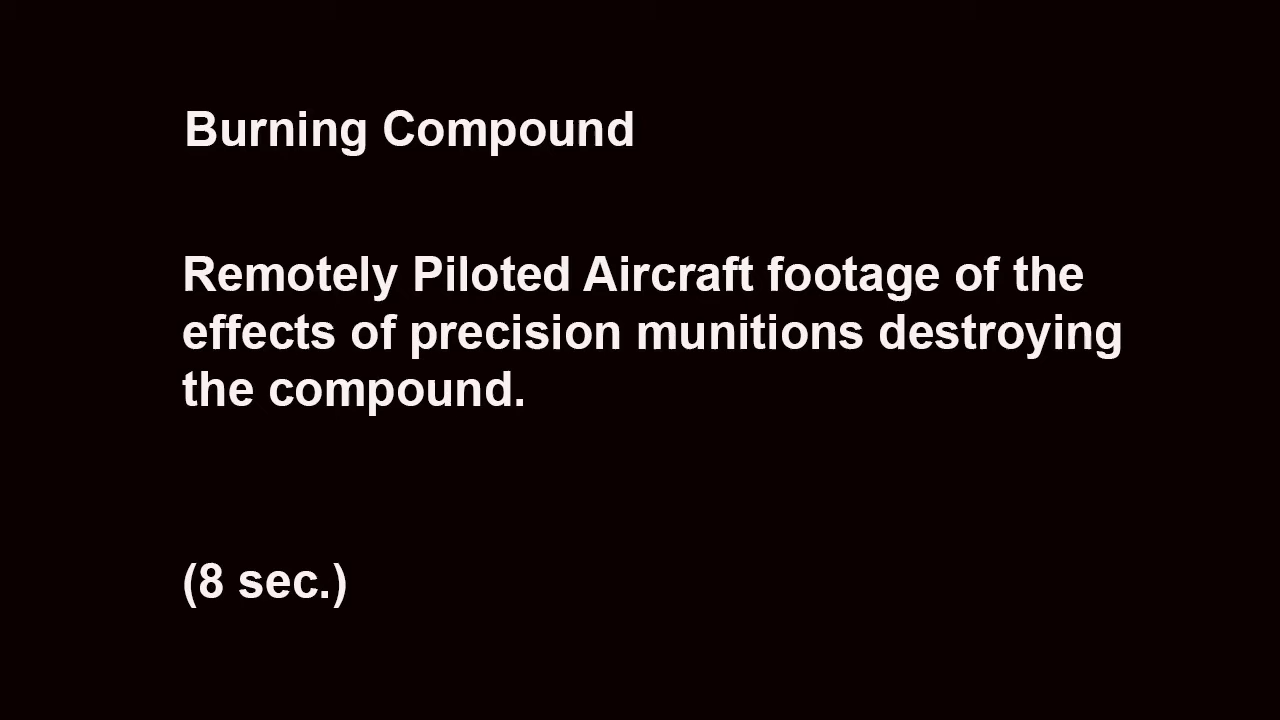 Burning Compound
Remotely Piloted Aircraft footage of the
effects of precision munitions destroying
the compound.
(8 sec.)